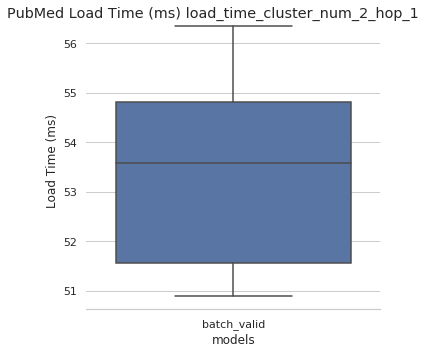 PubMed Load Time (ms) load_time_cluster_num_2_hop_1
56
55
54
53
52
51
Load Time (ms)
batch_valid
models